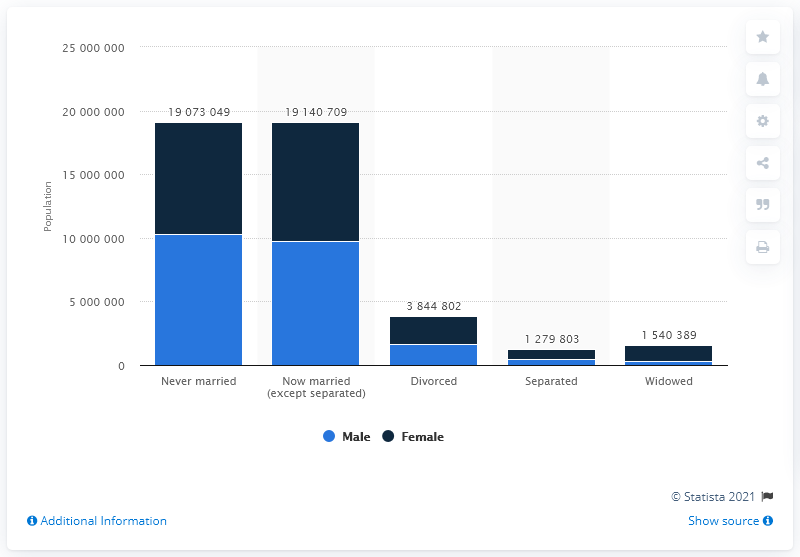 25 000 000
20 000 000
15 000 000
10 000 000
5 000 000
0
Population
19 073 049
19 140 709
3 844 802
1 279 803
1 540 389
Never married
Now married
(except separated)
Divorced
Separated
Widowed
Male
Female
© Statista 2021
Additional Information
Show source